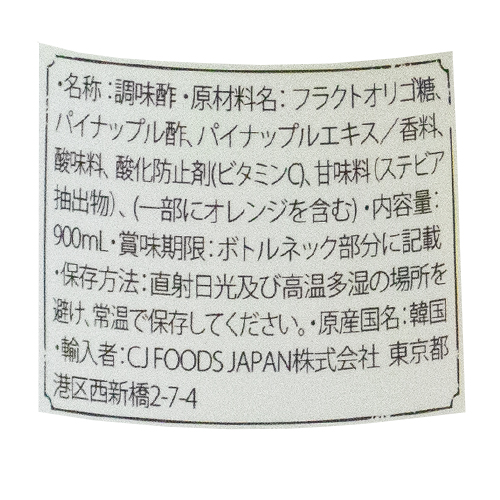 ・名称：調味酢・原材料名：フラクトオリゴ糖、
パイナップル酢、パイナップルエキス／香料、
酸味料、酸化防止剤(ビタミンC)、甘味料（ステビア
抽出物）、(一部にオレンジを含む)・内容量：
900mL・賞味期限：ボトルネック部分に記載
・保存方法：直射日光及び高温多湿の場所を
避け、常温で保存してください。・原産国名：韓国
・輸入者：CJ FOODS JAPAN株式会社 東京都
港区西新橋2-7-4